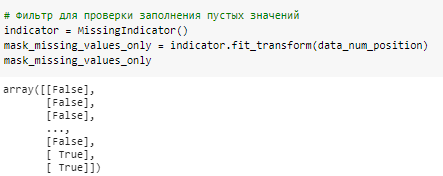 # Фильтр для проверки заполнения пустых значений
indicator = MissingIndicator()
mask_missing_values_only = indicator.fit_transform(data_num_position)
mask_missing_values_only
array([[False],
[False],
[False],
...,
[False],
[ True],
[ True]])